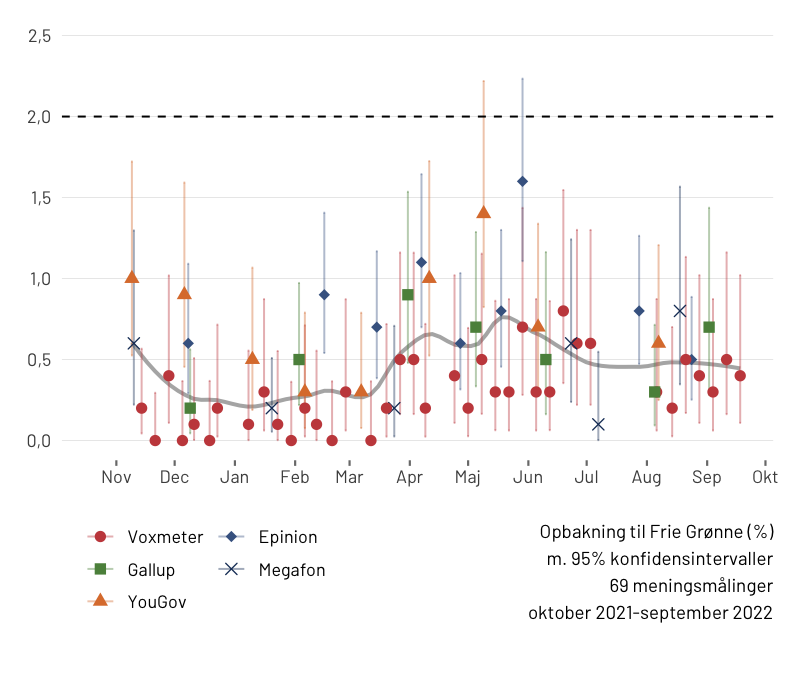 2,5
2,0
1,5
1,0
0,5
0,0
Nov Dec Jan Feb Mar Apr Maj Jun Jul Aug Sep Okt
Voxmeter Epinion
Gallup Megafon
YouGov
Opbakning til Frie Grønne (%)
m. 95% konfidensintervaller
69 meningsmålinger
oktober 2021-september 2022